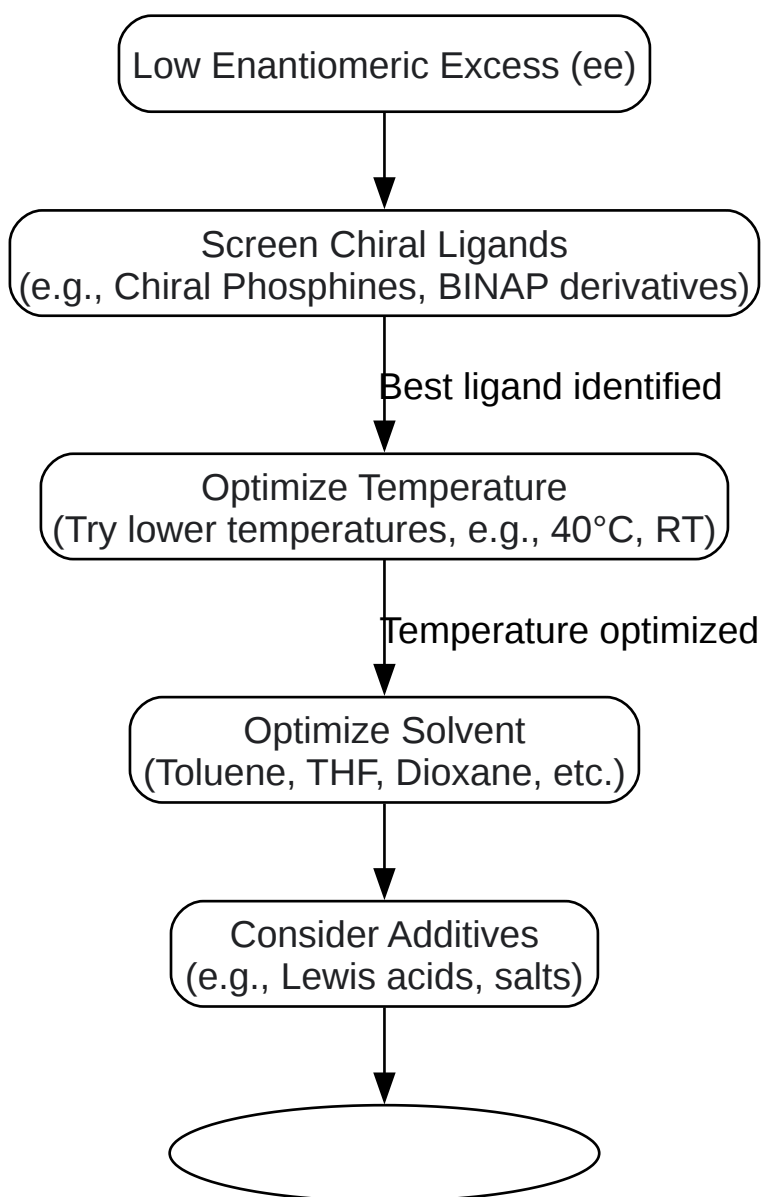 Low Enantiomeric Excess (ee)
Screen Chiral Ligands
(e.g., Chiral Phosphines, BINAP derivatives)
Best ligand identified
Optimize Temperature
(Try lower temperatures, e.g., 40°C, RT)
Temperature optimized
Optimize Solvent
(Toluene, THF, Dioxane, etc.)
Consider Additives
(e.g., Lewis acids, salts)